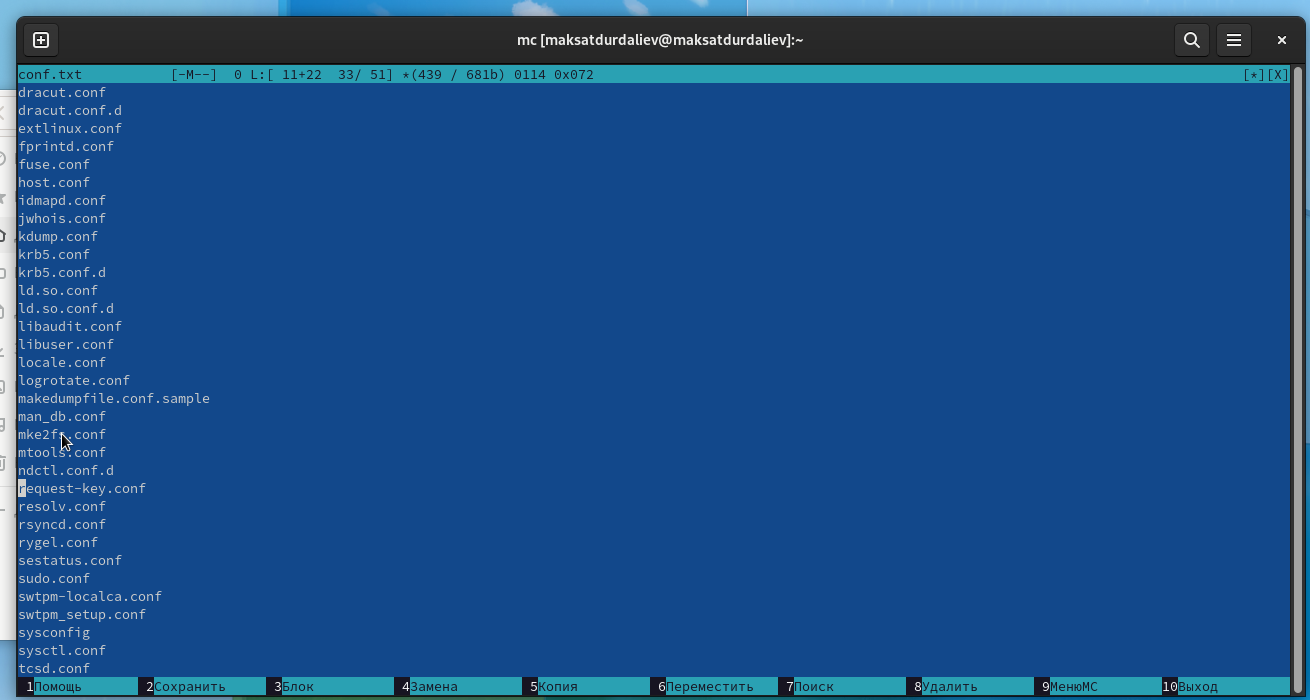 mc [maksatdurdaliev@maksatdurdaliev]:~
conf.txt [-M--] 0 L:[ 11+22 33/ 51] *(439 / 681b) 0114 0x072 [*][X]
dracut.conf
dracut.conf.d
extlinux.conf
fprintd.conf
fuse.conf
host.conf
idmapd.conf
jwhois.conf
kdump.conf
krb5.conf
krb5.conf.d
ld.so.conf
ld.so.conf.d
libaudit.conf
libuser.conf
locale.conf
logrotate.conf
makedumpfile.conf.sample
man_db.conf
mke2fs.conf
mtools.conf
ndctl.conf.d
request-key.conf
resolv.conf
rsyncd.conf
rygel.conf
sestatus.conf
sudo.conf
swtpm-localca.conf
swtpm_setup.conf
sysconfig
sysctl.conf
tcsd.conf
1Помощь 2Сохранить 3Блок 4Замена 5Копия 6Переместить 7Поиск 8Удалить 9МенюMC 10Выход